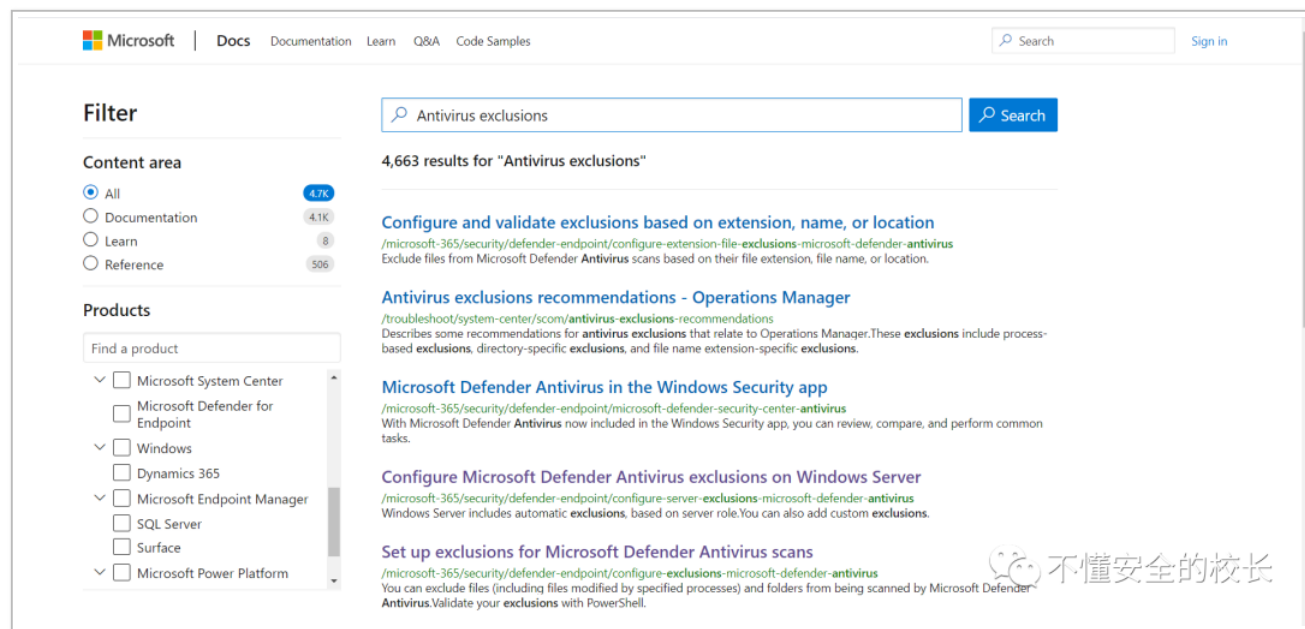 Microsoft Docs Documentation Learn Q&A Code Samples Search Sign in
Filter
Content area
All 4.7K
Documentation 4.1K
Learn 8
Reference 506
Products
Find a product
Microsoft System Center
Microsoft Defender for
Endpoint
Windows
Dynamics 365
Microsoft Endpoint Manager
SQL Server
Surface
Microsoft Power Platform
Antivirus exclusions Search
4,663 results for "Antivirus exclusions"
Configure and validate exclusions based on extension, name, or location
/microsoft-365/security/defender-endpoint/configure-extension-file-exclusions-microsoft-defender-antivirus
Exclude files from Microsoft Defender Antivirus scans based on their file extension, file name, or location.
Antivirus exclusions recommendations - Operations Manager
/troubleshoot/system-center/scom/antivirus-exclusions-recommendations
Describes some recommendations for antivirus exclusions that relate to Operations Manager.These exclusions include process-
based exclusions, directory-specific exclusions, and file name extension-specific exclusions.
Microsoft Defender Antivirus in the Windows Security app
/microsoft-365/security/defender-endpoint/microsoft-defender-security-center-antivirus
With Microsoft Defender Antivirus now included in the Windows Security app, you can review, compare, and perform common
tasks.
Configure Microsoft Defender Antivirus exclusions on Windows Server
/microsoft-365/security/defender-endpoint/configure-server-exclusions-microsoft-defender-antivirus
Windows Server includes automatic exclusions, based on server role.You can also add custom exclusions.
Set up exclusions for Microsoft Defender Antivirus scans
/microsoft-365/security/defender-endpoint/configure-exclusions-microsoft-defender-antivirus
You can exclude files (including files modified by specified processes) and folders from being scanned by Microsoft Defender
Antivirus.Validate your exclusions with PowerShell.
不懂安全的校长